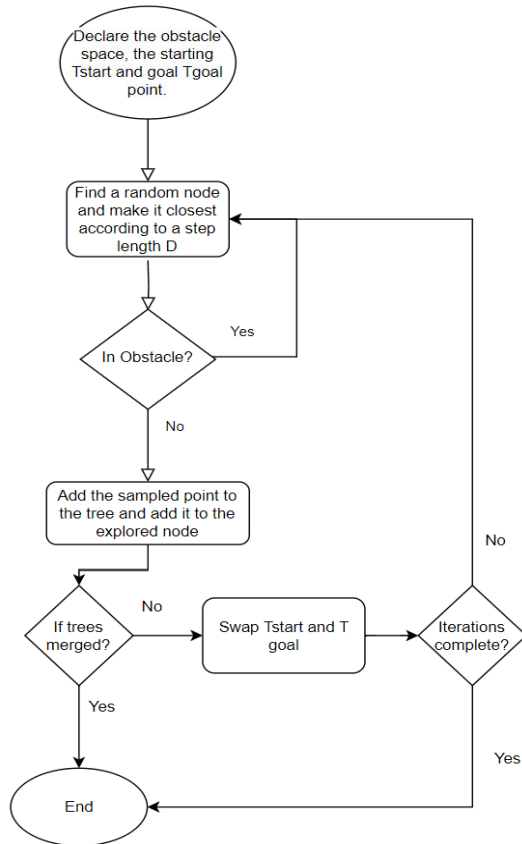 Declare the obstacle
space, the starting
Tstart and goal Tgoal
point.
Find a random node
and make it closest
according to a step
length D
Yes
In Obstacle?
No
Add the sampled point to
the tree and add it to the
explored node
No
If trees
merged?
No
Swap Tstart and T
goal
Iterations
complete?
Yes
Yes
End